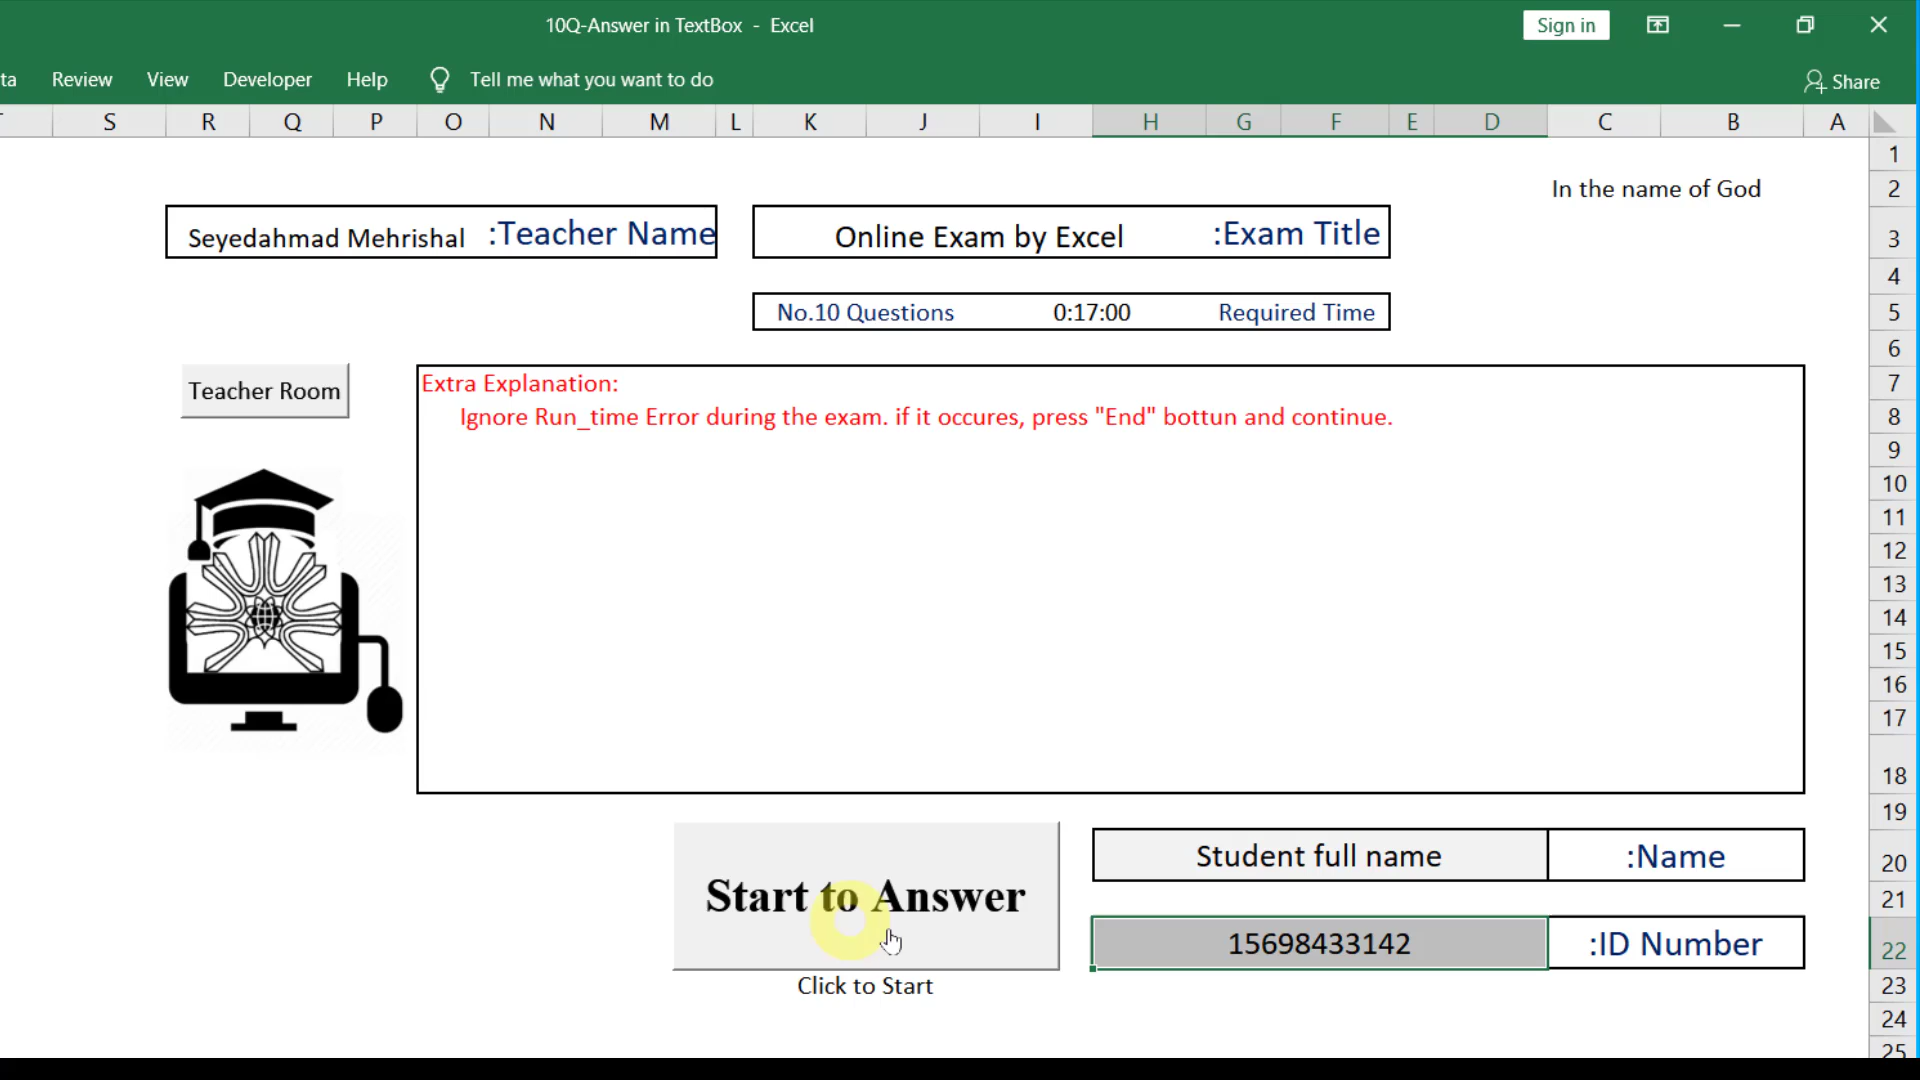 10Q-Answer in TextBox - Excel
Sign in
ta Review View Developer Help Tell me what you want to do
Share
S R Q P O N M L K J I H G F E D C B A
1
2
3
4
5
6
7
8
9
10
11
12
13
14
15
16
17
18
19
20
21
22
23
24
25
In the name of God
Seyedahmad Mehrishal :Teacher Name
Online Exam by Excel :Exam Title
No.10 Questions 0:17:00 Required Time
Teacher Room
Extra Explanation:
Ignore Run_time Error during the exam. if it occures, press "End" bottun and continue.
Start to Answer
Click to Start
Student full name :Name
15698433142 :ID Number